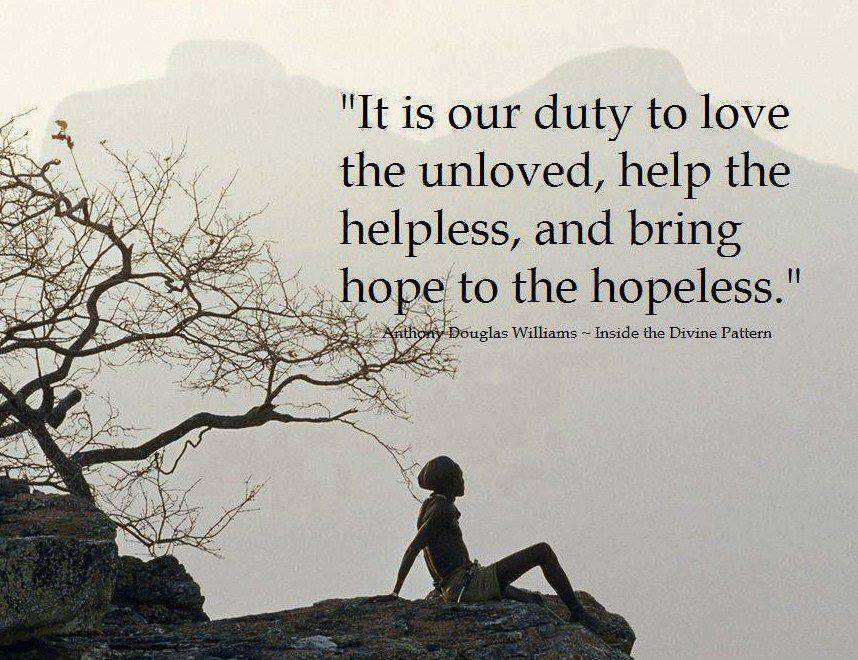 "It is our duty to love
the unloved, help the
helpless, and bring
hope to the hopeless."
Anthony Douglas Williams ~ Inside the Divine Pattern